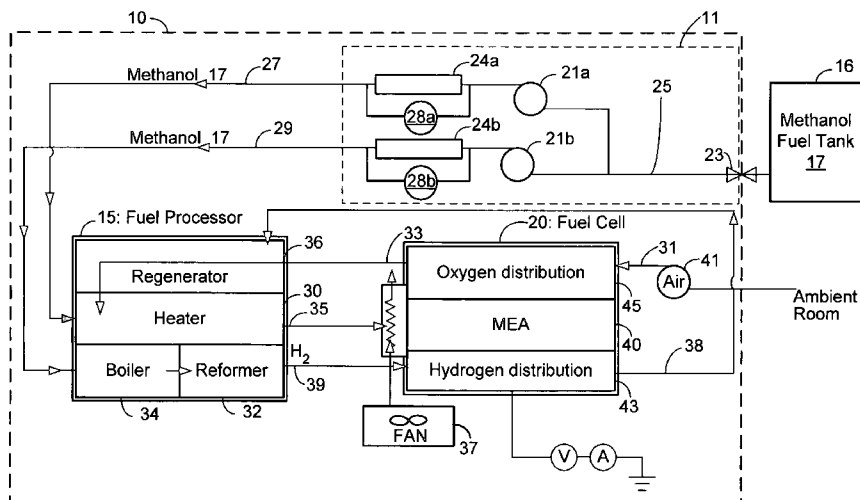 10
11
16
Methanol 17
27
24a
21a
28a
25
Methanol
Fuel Tank
17
Methanol 17
29
24b
21b
28b
23
15: Fuel Processor
20: Fuel Cell
36
33
31
41
Regenerator
Oxygen distribution
Air
30
45
Ambient
Room
Heater
35
MEA
40
38
H2
Boiler
Reformer
39
Hydrogen distribution
43
34
32
FAN
37
V
A